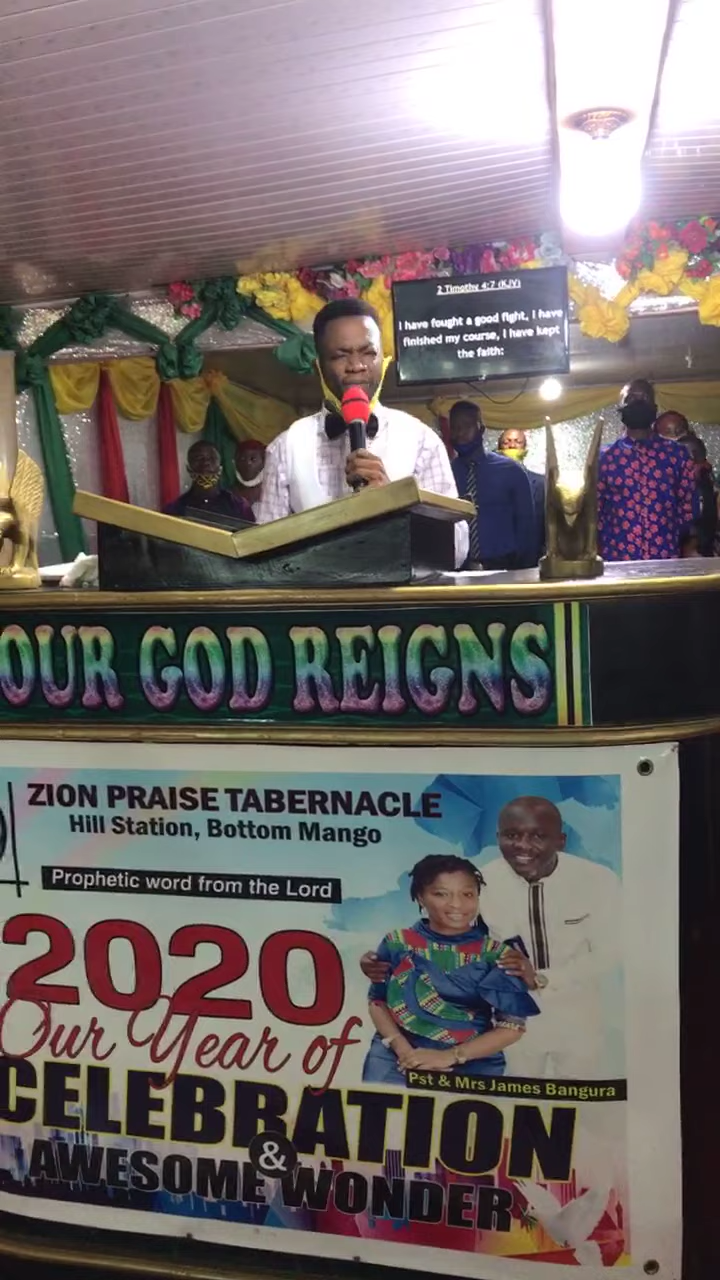 2 Timothy 4:7 (KJV)
I have fought a good fight, I have
finished my course, I have kept
the faith:
OUR GOD REIGNS
ZION PRAISE TABERNACLE
Hill Station, Bottom Mango
Prophetic word from the Lord
2020
Our Year of
CELEBRATION
&
AWESOME WONDER
Pst & Mrs James Bangura